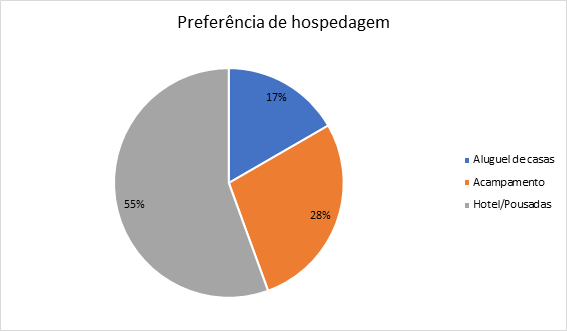 Preferência de hospedagem
17%
28%
55%
Aluguel de casas
Acampamento
Hotel/Pousadas